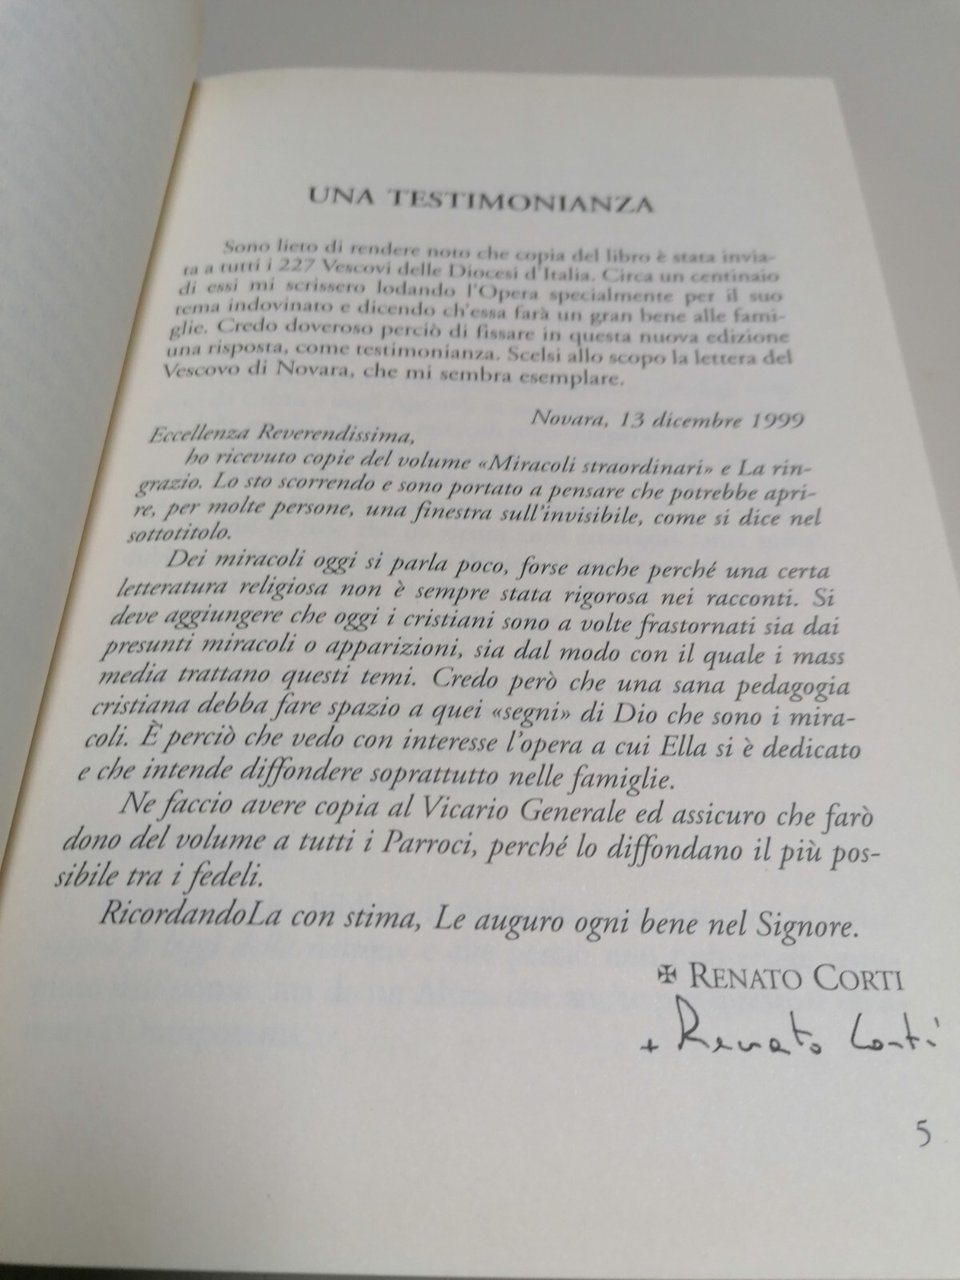 UNA TESTIMONIANZA
Sono lieto di rendere noto che copia del libro è stata invia-
ta a tutti i 227 Vescovi delle Diocesi d'Italia. Circa un centinaio
di essi mi scrissero lodando l'Opera specialmente per il suo
tema indovinato e dicendo ch'essa farà un gran bene alle fami-
glie. Credo doveroso perciò di fissare in questa nuova edizione
una risposta, come testimonianza. Scelsi allo scopo la lettera del
Vescovo di Novara, che mi sembra esemplare.
Novara, 13 dicembre 1999
Eccellenza Reverendissima,
ho ricevuto copie del volume «Miracoli straordinari» e La rin-
grazio. Lo sto scorrendo e sono portato a pensare che potrebbe apri-
re, per molte persone, una finestra sull'invisibile, come si dice nel
sottotitolo.
Dei miracoli oggi si parla poco, forse anche perché una certa
letteratura religiosa non è sempre stata rigorosa nei racconti. Si
deve aggiungere che oggi i cristiani sono a volte frastornati sia dai
presunti miracoli o apparizioni, sia dal modo con il quale i mass
media trattano questi temi. Credo però che una sana pedagogia
cristiana debba fare spazio a quei «segni» di Dio che sono i mira-
coli. È perciò che vedo con interesse l'opera a cui Ella si è dedicato
e che intende diffondere soprattutto nelle famiglie.
Ne faccio avere copia al Vicario Generale ed assicuro che farò
dono del volume a tutti i Parroci, perché lo diffondano il più pos-
sibile tra i fedeli.
RicordandoLa con stima, Le auguro ogni bene nel Signore.
✠ RENATO CORTI
+ Renato Corti
5